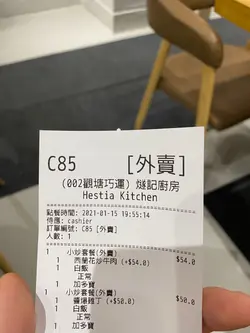 C85 [外賣]
(002觀塘巧運) 燧記廚房
Hestia Kitchen
點餐時間: 2021-01-15 19:55:14
侍應: cashier
訂單編號: C85 [外賣]
人數: 1
1 小炒套餐(外賣)
1 西蘭花炒牛肉 (+$54.0) $54.0
1 白飯
正常
1 加多寶
1 小炒套餐(外賣)
1 醬爆雞丁 (+$50.0) $50.0
1 白飯
正常
加多寶